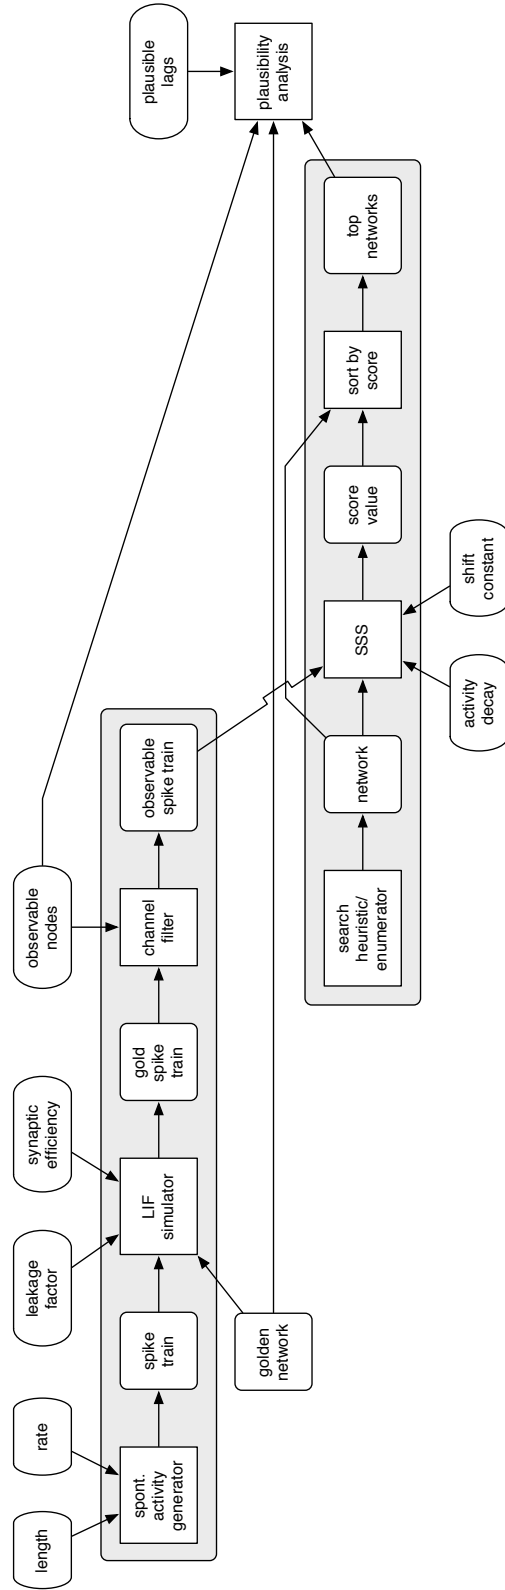 length
rate
leakage
factor
synaptic
efficiency
observable
nodes
plausible
lags
spont.
activity
generator
spike
train
LIF
simulator
gold
spike
train
channel
filter
observable
spike train
golden
network
plausibility
analysis
search
heuristic/
enumerator
network
SSS
score
value
sort by
score
top
networks
activity
decay
shift
constant